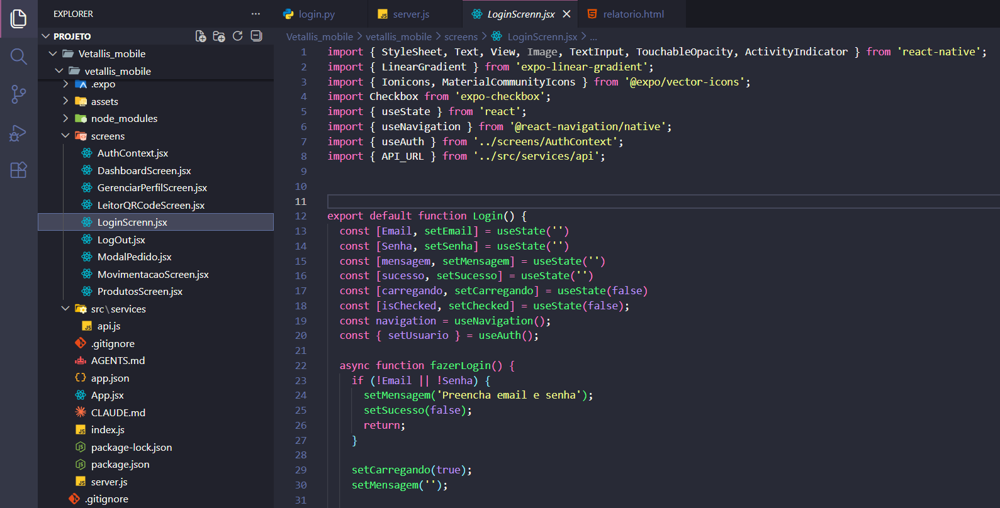 EXPLORER
...
PROJETO
Vetallis_mobile
vetallis_mobile
.expo
assets
node_modules
screens
AuthContext.jsx
DashboardScreen.jsx
GerenciarPerfilScreen.jsx
LeitorQRCodeScreen.jsx
LoginScrenn.jsx
LogOut.jsx
ModalPedido.jsx
MovimentacaoScreen.jsx
ProdutosScreen.jsx
src\services
api.js
.gitignore
AGENTS.md
app.json
App.jsx
CLAUDE.md
index.js
package-lock.json
package.json
server.js
.gitignore
login.py
JS server.js
LoginScrenn.jsx
relatorio.html
Vetallis_mobile > vetallis_mobile > screens > LoginScrenn.jsx > ...
1 import { StyleSheet, Text, View, Image, TextInput, TouchableOpacity, ActivityIndicator } from 'react-native';
2 import { LinearGradient } from 'expo-linear-gradient';
3 import { Ionicons, MaterialCommunityIcons } from '@expo/vector-icons';
4 import Checkbox from 'expo-checkbox';
5 import { useState } from 'react';
6 import { useNavigation } from '@react-navigation/native';
7 import { useAuth } from '../screens/AuthContext';
8 import { API_URL } from '../src/services/api';
9
10
11
12 export default function Login() {
13 const [Email, setEmail] = useState('')
14 const [Senha, setSenha] = useState('')
15 const [mensagem, setMensagem] = useState('')
16 const [sucesso, setSucesso] = useState('')
17 const [carregando, setCarregando] = useState(false)
18 const [isChecked, setChecked] = useState(false);
19 const navigation = useNavigation();
20 const { setUsuario } = useAuth();
21
22 async function fazerLogin() {
23 if (!Email || !Senha) {
24 setMensagem('Preencha email e senha');
25 setSucesso(false);
26 return;
27 }
28
29 setCarregando(true);
30 setMensagem('');
31